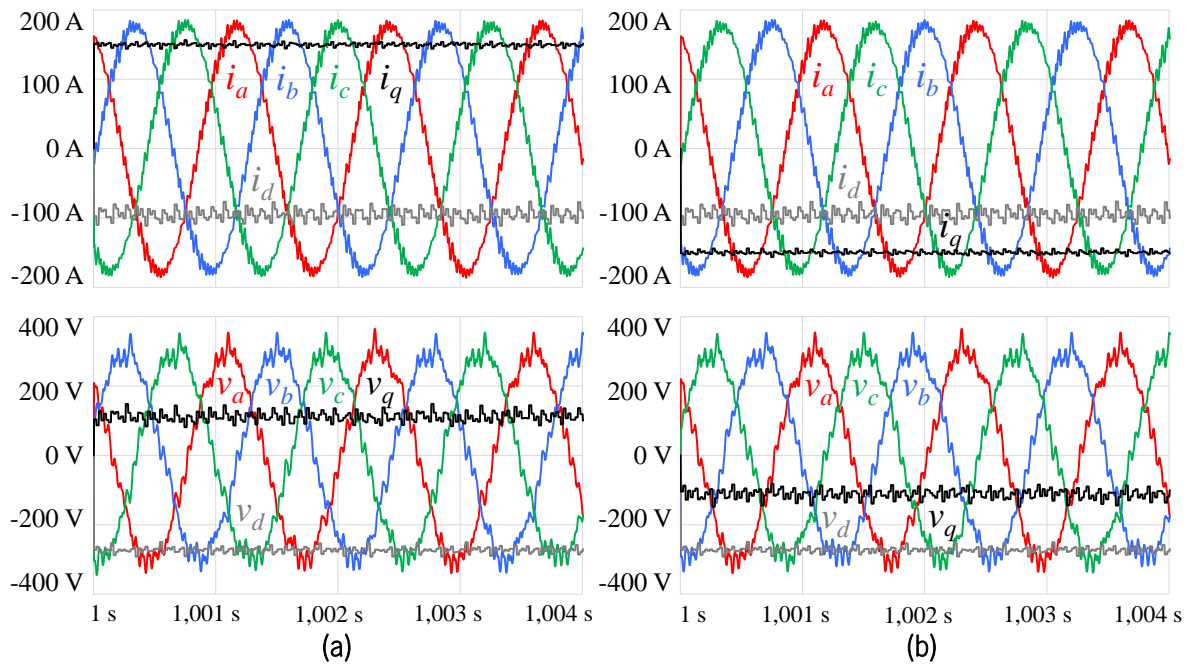 200 A
100 A
0 A
-100 A
-200 A
i_a i_b i_c i_q
i_d
400 V
200 V
0 V
-200 V
-400 V
v_a v_b v_c v_q
v_d
1 s 1,001 s 1,002 s 1,003 s 1,004 s
(a)
200 A
100 A
0 A
-100 A
-200 A
i_a i_c i_b
i_d
i_q
400 V
200 V
0 V
-200 V
-400 V
v_a v_c v_b
v_d v_q
1 s 1,001 s 1,002 s 1,003 s 1,004 s
(b)